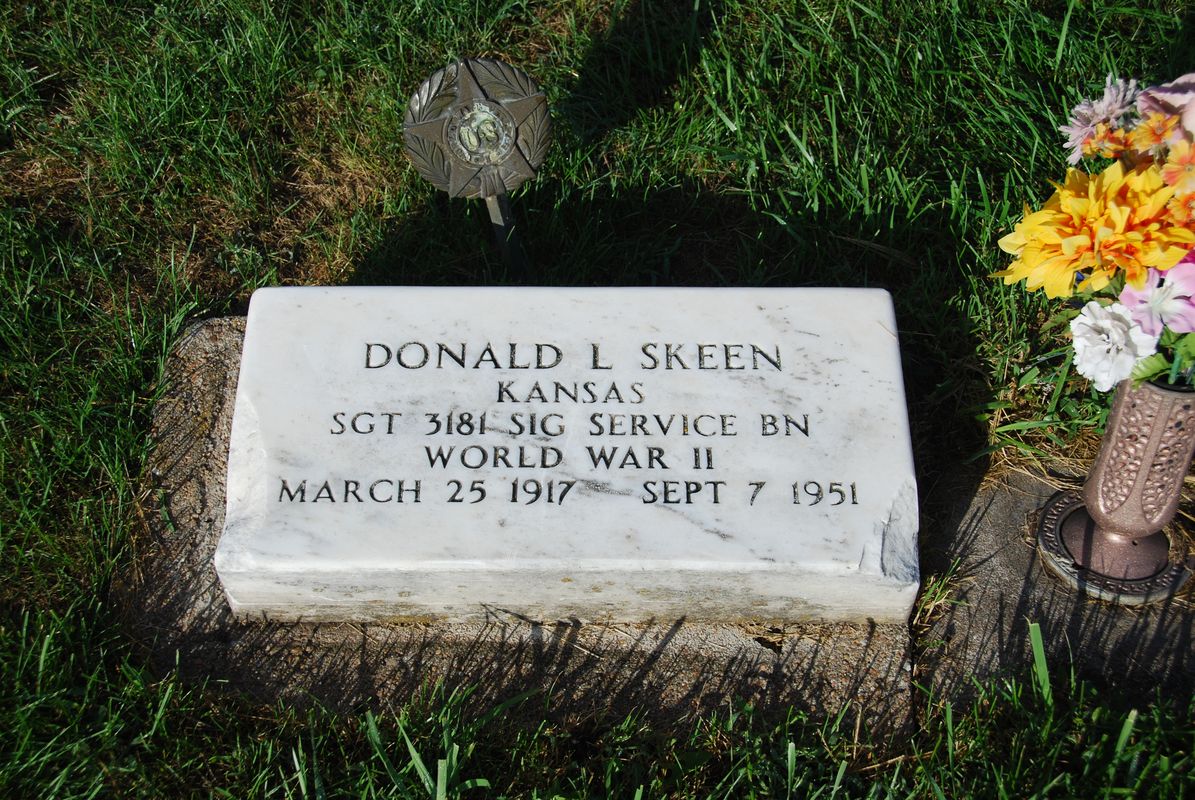 DONALD L SKEEN
KANSAS
SGT 3181 SIG SERVICE BN
WORLD WAR II
MARCH 25 1917 SEPT 7 1951